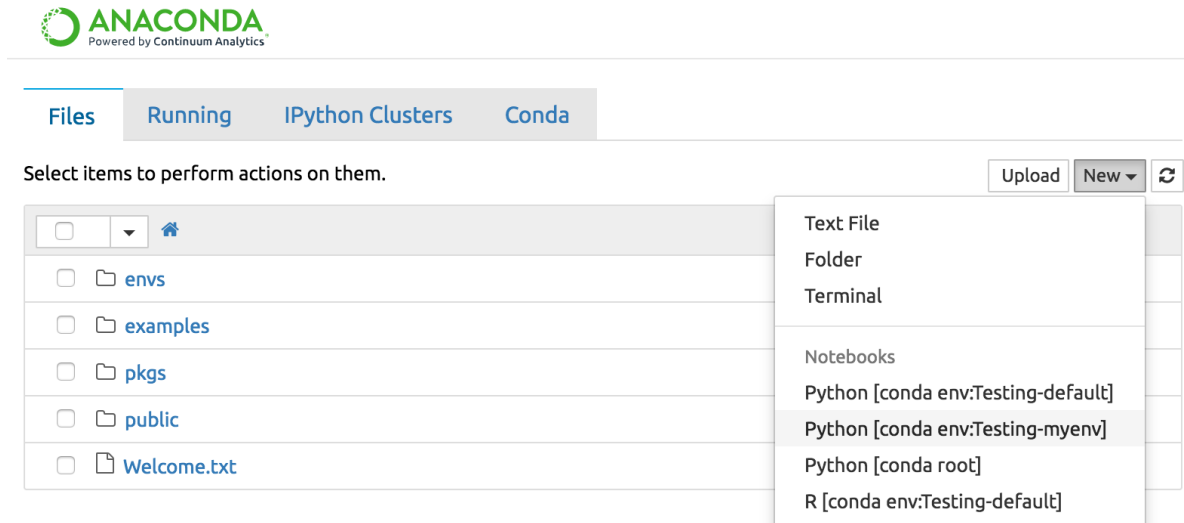 ANACONDA
Powered by Continuum Analytics®
Files Running IPython Clusters Conda
Select items to perform actions on them.
Upload New
Text File
Folder
Terminal
Notebooks
Python [conda env:Testing-default]
Python [conda env:Testing-myenv]
Python [conda root]
R [conda env:Testing-default]
envs
examples
pkgs
public
Welcome.txt